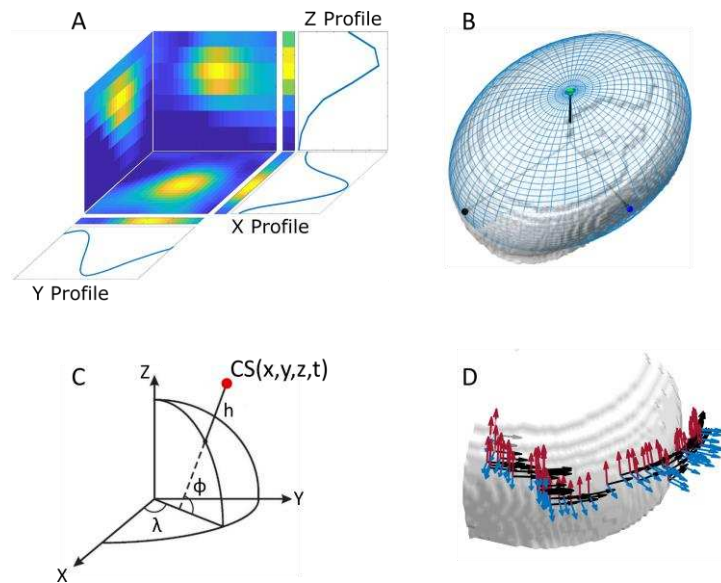 A
Z Profile
B
X Profile
Y Profile
C
Z
CS(x,y,z,t)
h
D
ϕ
Y
λ
X